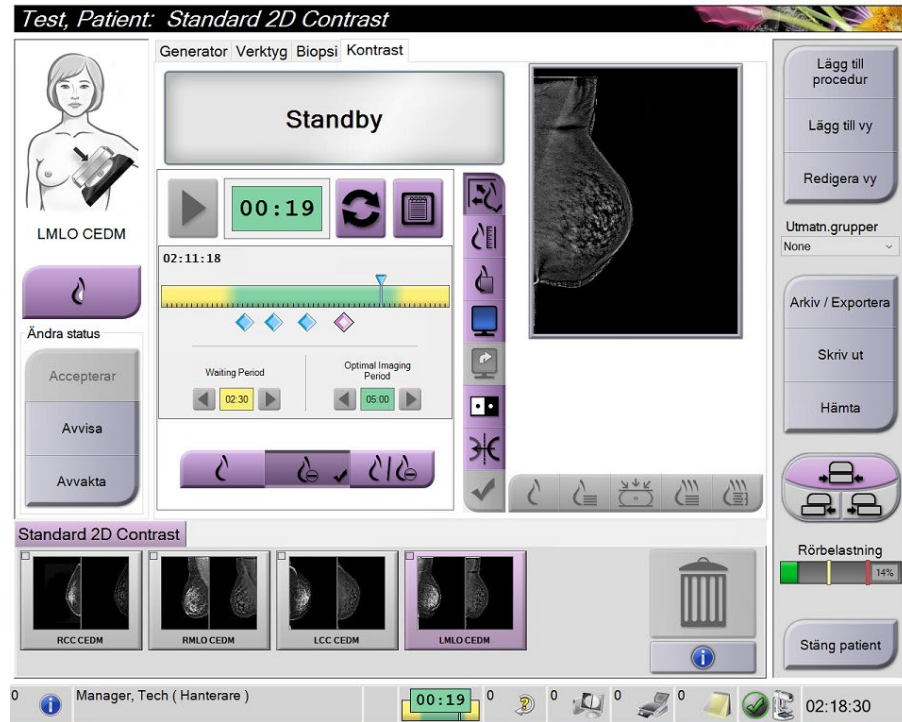 Test, Patient:  Standard 2D Contrast
Generator Verktyg Biopsi Kontrast
Standby
LMLO CEDM
Ändra status
Accepterar
Avvisa
Avvakta
00:19
02:11:18
Waiting Period
02:30
Optimal Imaging
Period
05:00
Lägg till
procedur
Lägg till vy
Redigera vy
Utmatn.grupper
None
Arkiv / Exportera
Skriv ut
Hämta
Rörbelastning
14%
Stäng patient
Standard 2D Contrast
RCC CEDM
RMLO CEDM
LCC CEDM
LMLO CEDM
0
Manager, Tech ( Hanterare )
00:19
0
0
0
0
02:18:30